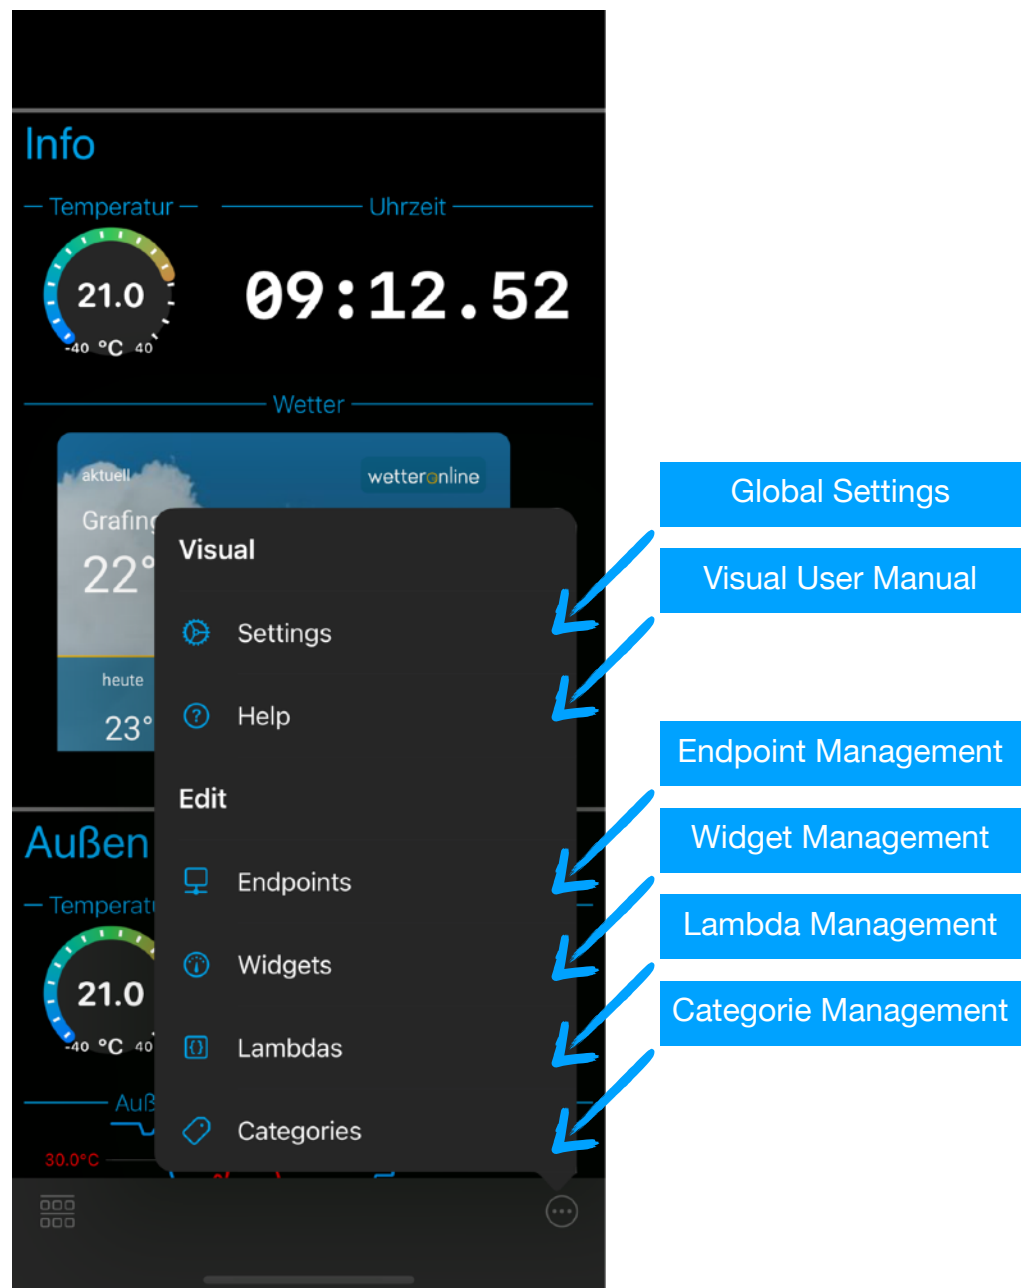 Info
Temperatur
Uhrzeit
21.0
-40 °C 40
09:12.52
Wetter
aktuell
wetteronline
Grafing
22°
heute
23°
Visual
Settings
Help
Edit
Endpoints
Widgets
Lambdas
Categories
Außen
Temperatu
21.0
-40 °C 40
Auß
30.0°C
Global Settings
Visual User Manual
Endpoint Management
Widget Management
Lambda Management
Categorie Management